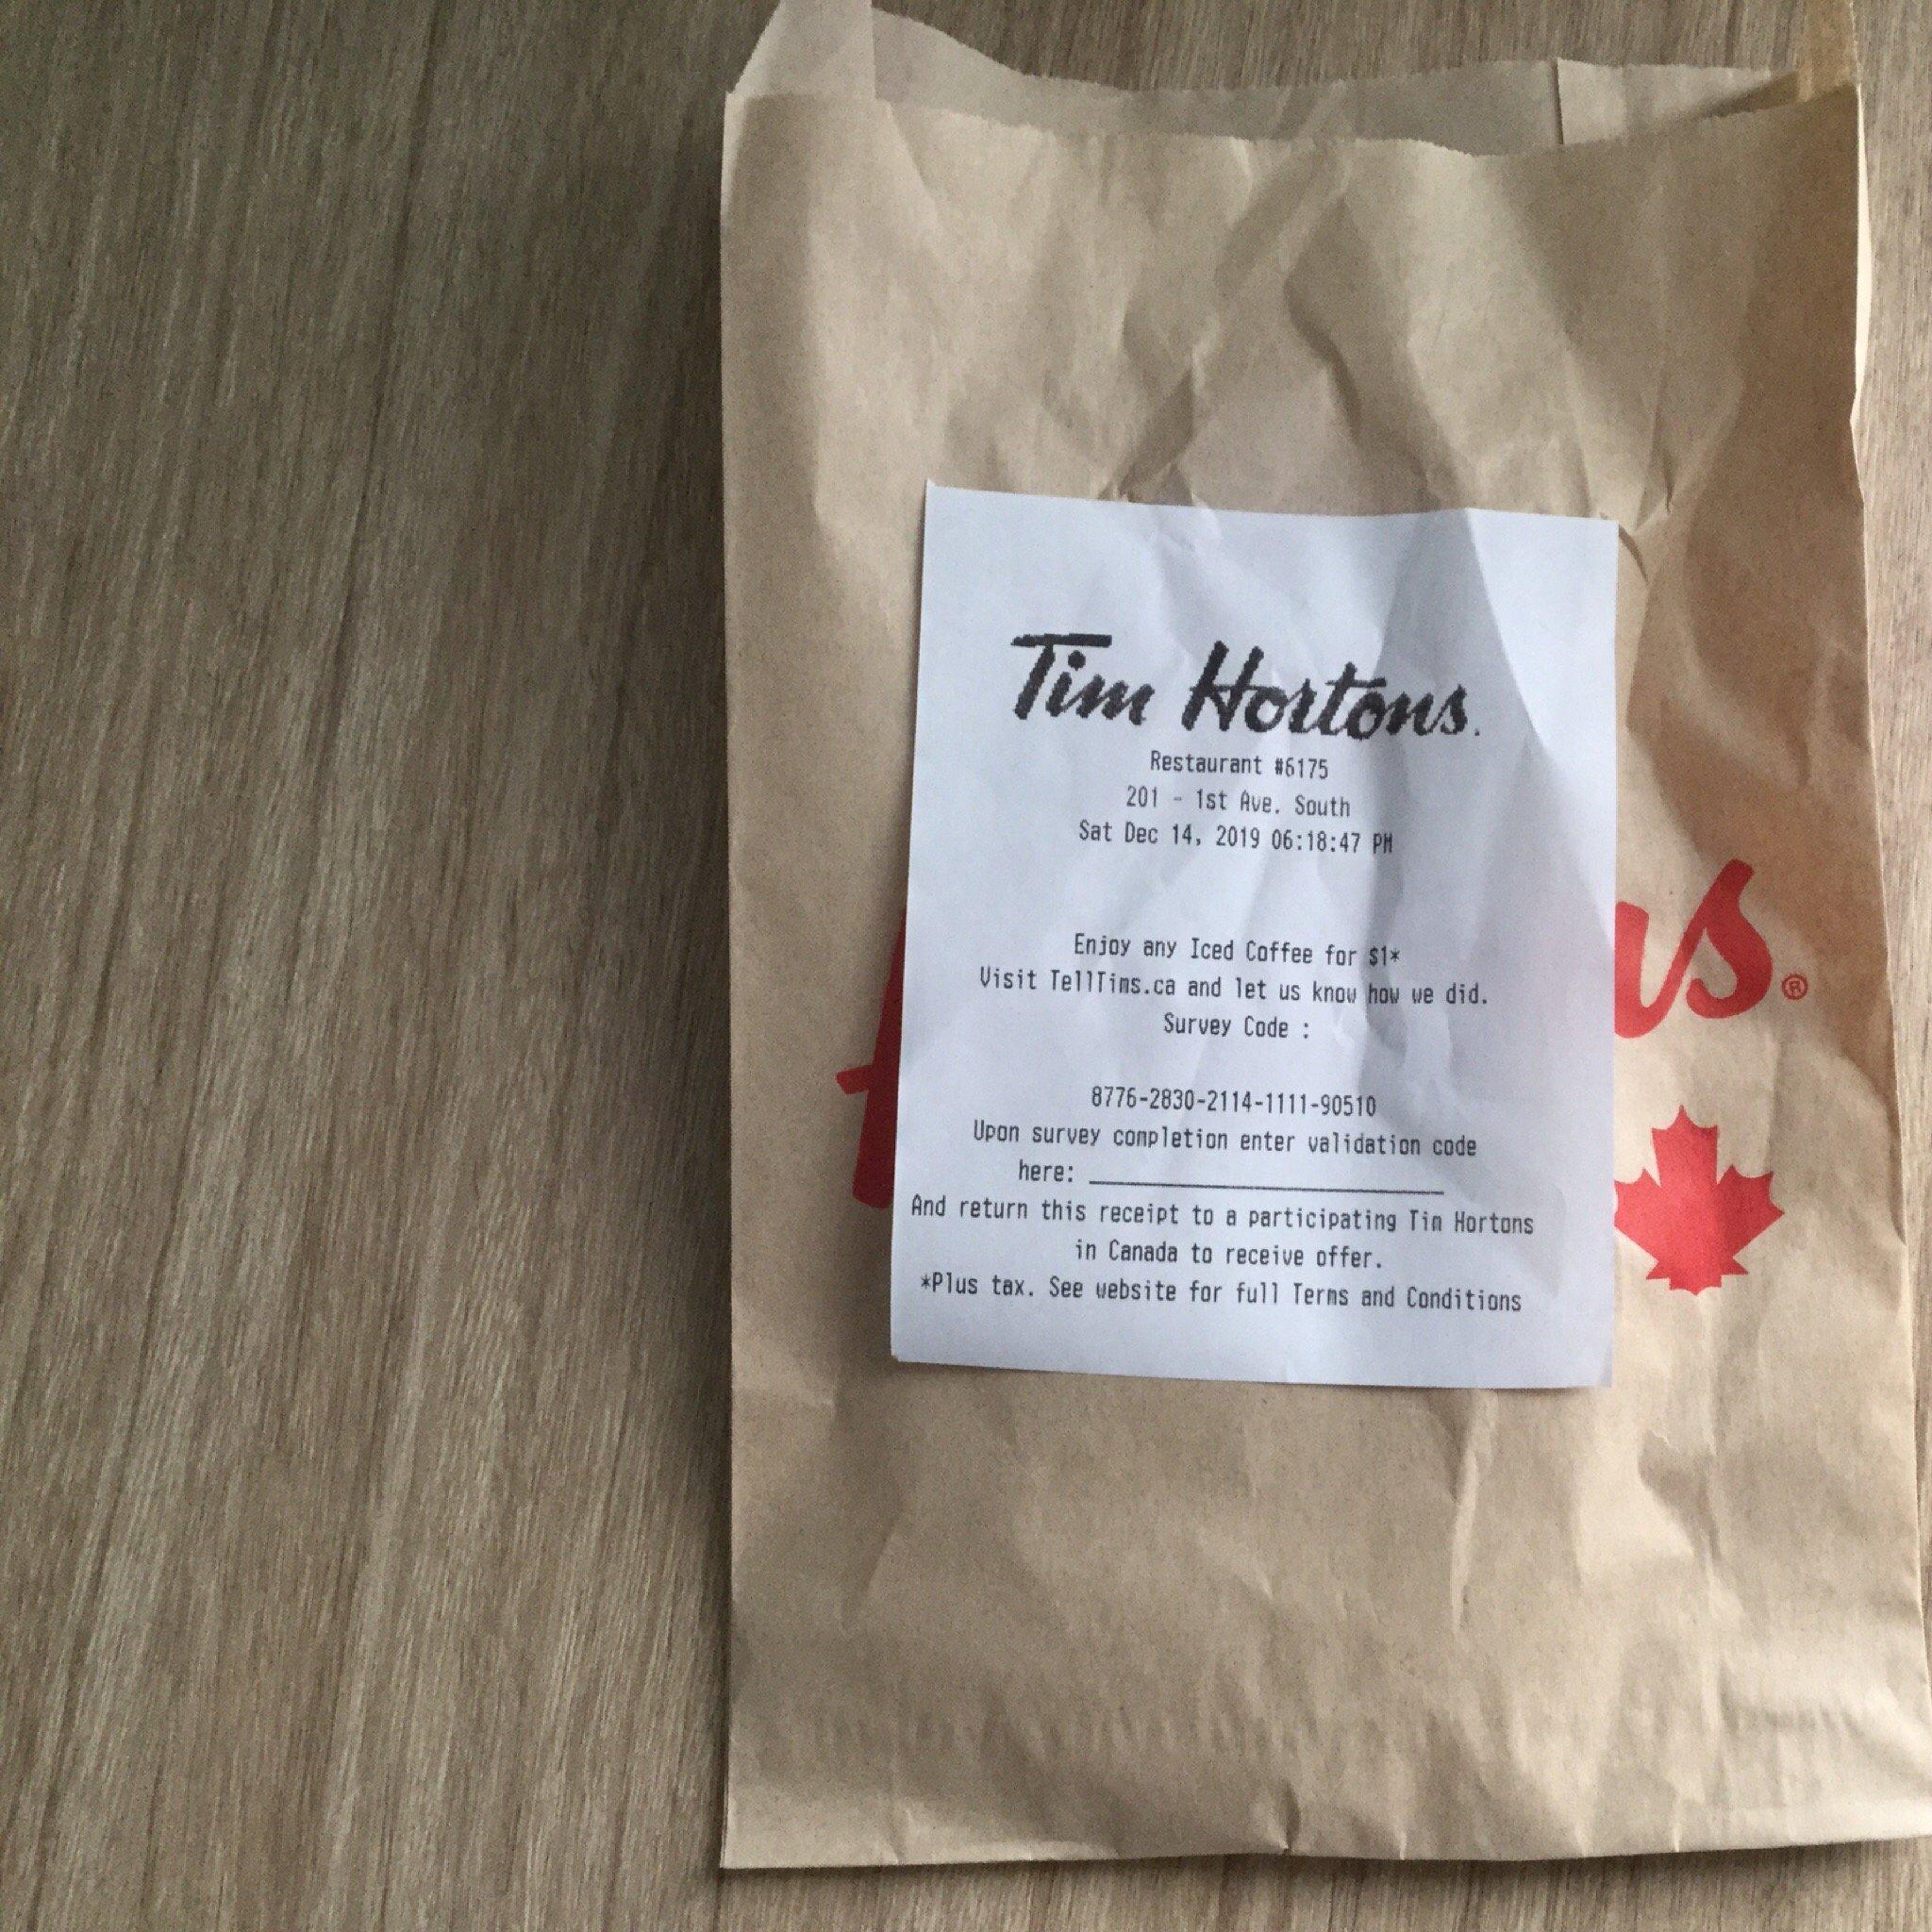 Tim Hortons.
Restaurant #6175
201 - 1st Ave. South
Sat Dec 14, 2019 06:18:47 PM
Enjoy any Iced Coffee for $1*
Visit TellTims.ca and let us know how we did.
Survey Code :
8776-2830-2114-1111-90510
Upon survey completion enter validation code
here:
And return this receipt to a participating Tim Hortons
in Canada to receive offer.
*Plus tax. See website for full Terms and Conditions
ns®